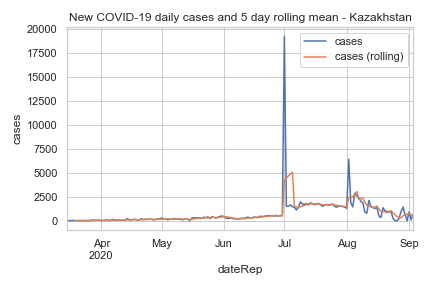 New COVID-19 daily cases and 5 day rolling mean - Kazakhstan
20000
17500
15000
12500
10000
7500
5000
2500
0
cases
cases
cases (rolling)
Apr
2020
May
Jun
Jul
Aug
Sep
dateRep